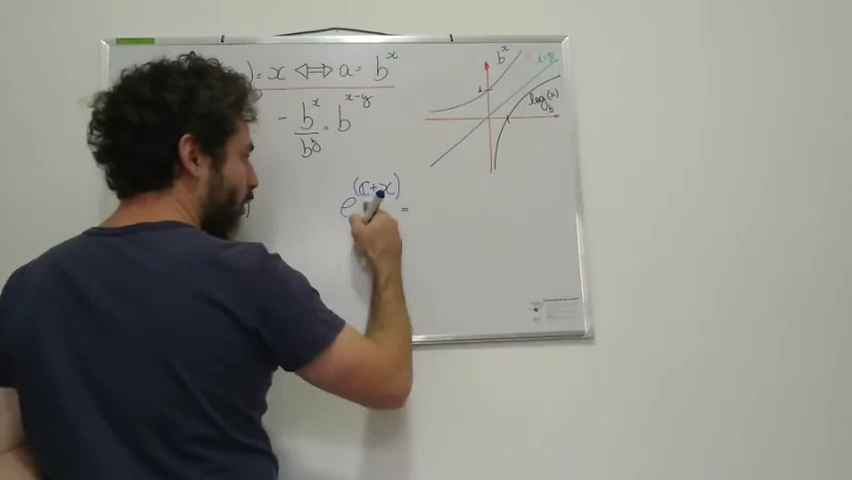 ) = x ⟺ a = b^x
- b^x / b^y = b^(x-y)
e^(a+x) =
b^x
log_b(x)